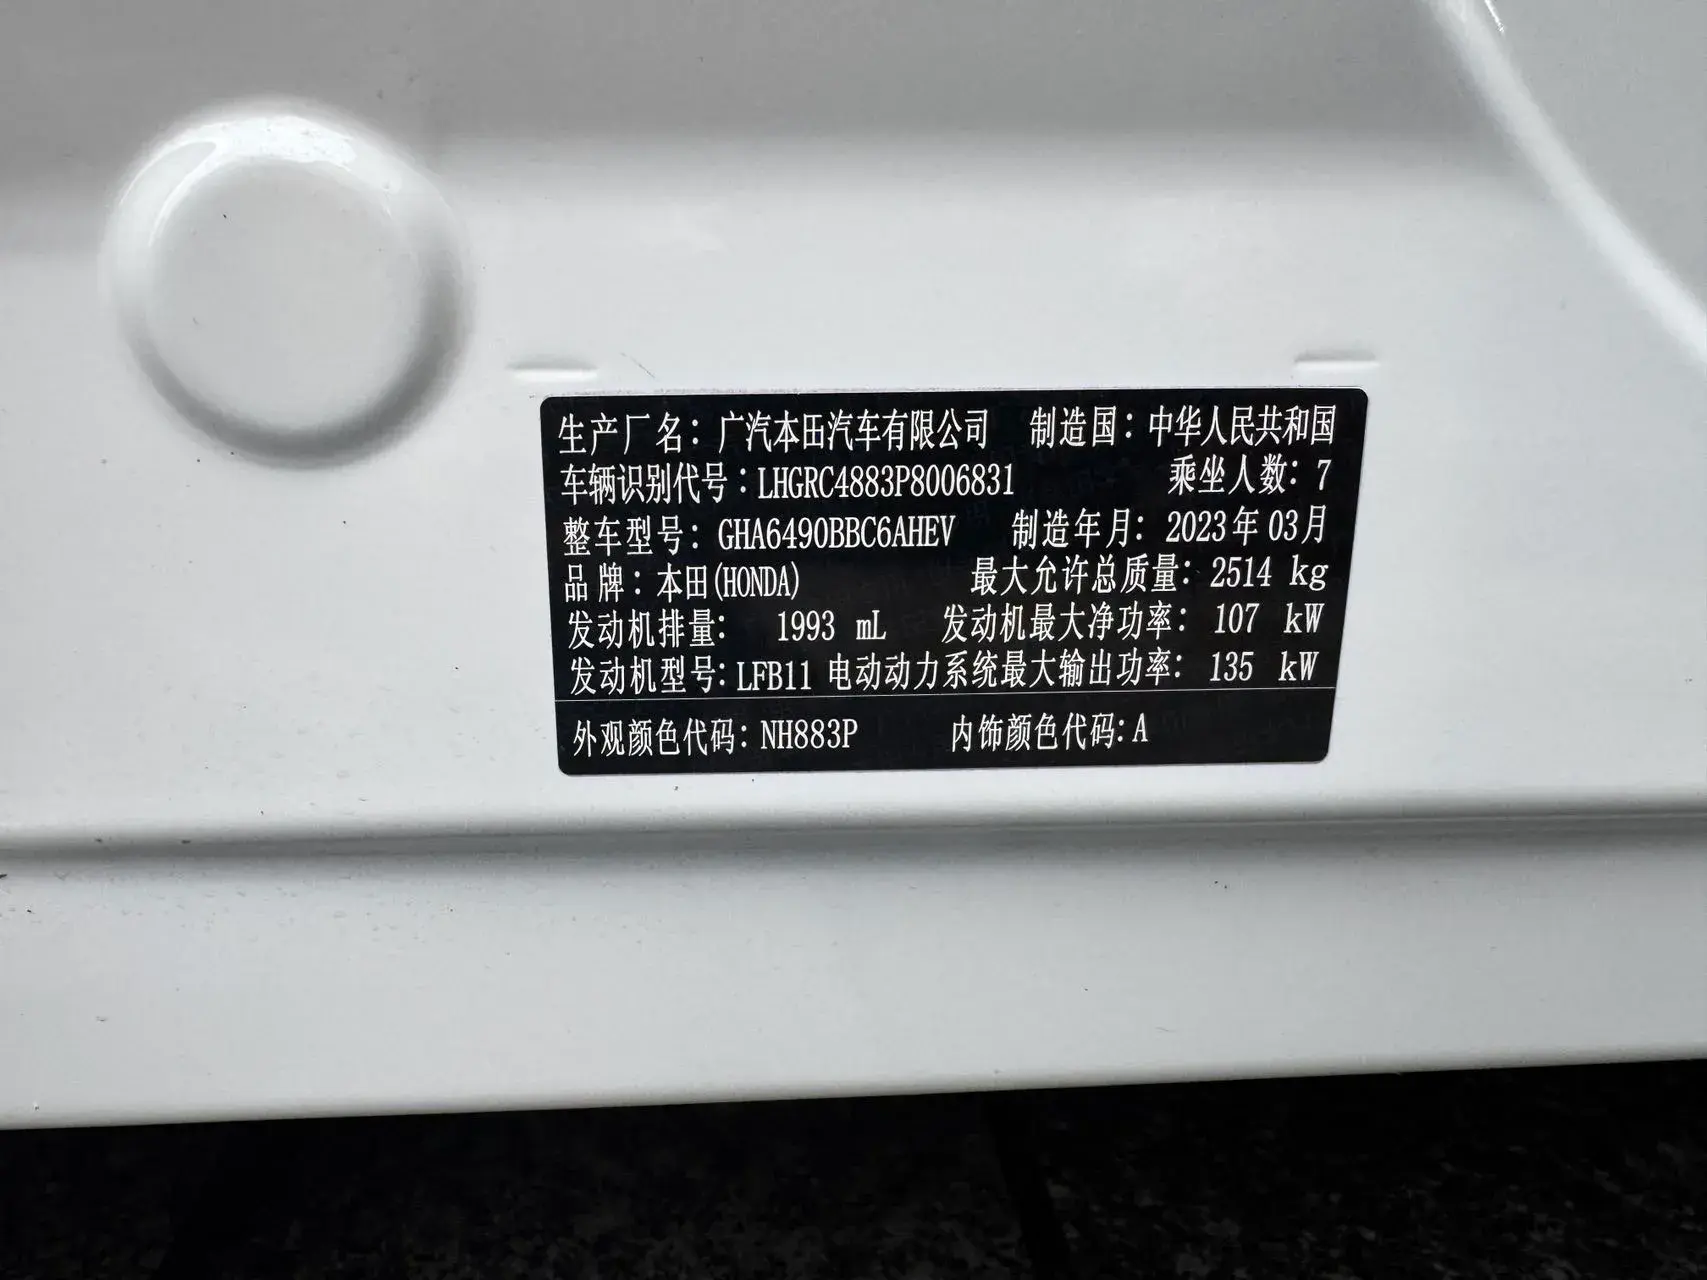 生产厂名：广汽本田汽车有限公司 制造国：中华人民共和国
车辆识别代号：LHGRC4883P8006831 乘坐人数：7
整车型号：GHA6490BBC6AHEV 制造年月：2023年03月
品牌：本田(HONDA) 最大允许总质量：2514 kg
发动机排量： 1993 mL 发动机最大净功率：107 kW
发动机型号：LFB11 电动动力系统最大输出功率：135 kW
外观颜色代码：NH883P 内饰颜色代码：A